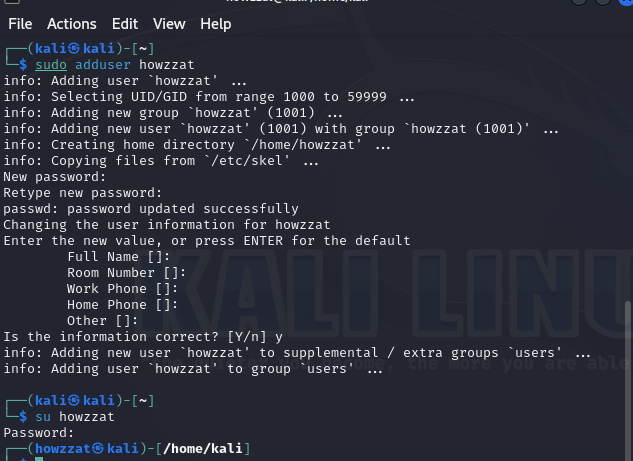 howzzat@kali:/home/kali
File Actions Edit View Help
┌──(kali㉿kali)-[~]
└─$ sudo adduser howzzat
info: Adding user `howzzat' ...
info: Selecting UID/GID from range 1000 to 59999 ...
info: Adding new group `howzzat' (1001) ...
info: Adding new user `howzzat' (1001) with group `howzzat (1001)' ...
info: Creating home directory `/home/howzzat' ...
info: Copying files from `/etc/skel' ...
New password:
Retype new password:
passwd: password updated successfully
Changing the user information for howzzat
Enter the new value, or press ENTER for the default
Full Name []:
Room Number []:
Work Phone []:
Home Phone []:
Other []:
Is the information correct? [Y/n] y
info: Adding new user `howzzat' to supplemental / extra groups `users' ...
info: Adding user `howzzat' to group `users' ...
┌──(kali㉿kali)-[~]
└─$ su howzzat
Password:
┌──(howzzat㉿kali)-[/home/kali]
└─$
KALI LINU
the more you are able